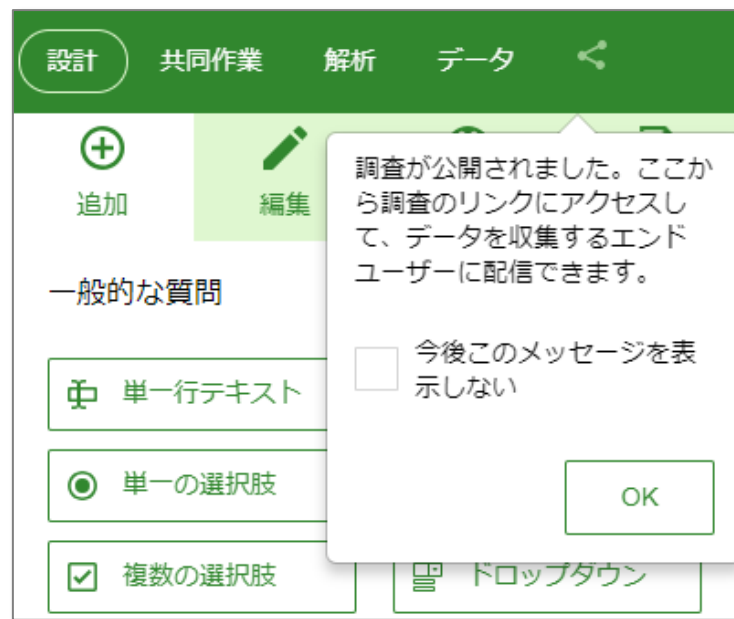 設計 共同作業 解析 データ
追加 編集
調査が公開されました。ここか
ら調査のリンクにアクセスし
て、データを収集するエンド
ユーザーに配信できます。
今後このメッセージを表
示しない
OK
一般的な質問
単一行テキスト
単一の選択肢
複数の選択肢 ドロップダウン